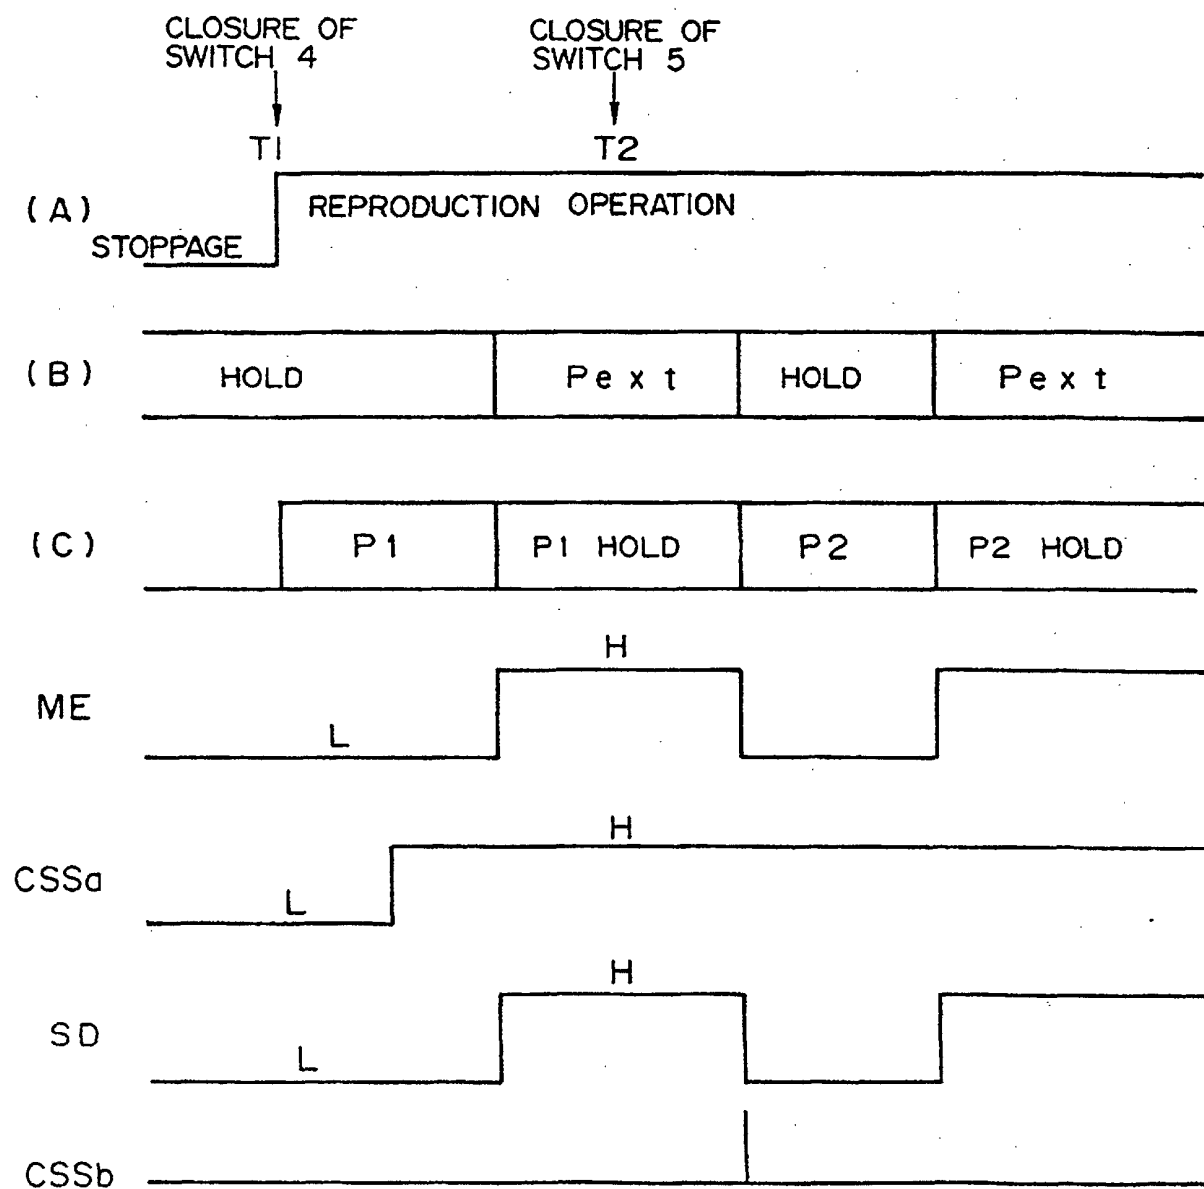 CLOSURE OF
SWITCH 4
CLOSURE OF
SWITCH 5
T1
T2
(A)
REPRODUCTION OPERATION
STOPPAGE
(B)
HOLD
Pext
HOLD
Pext
(C)
P1
P1 HOLD
P2
P2 HOLD
H
ME
L
H
CSSa
L
H
SD
L
CSSb